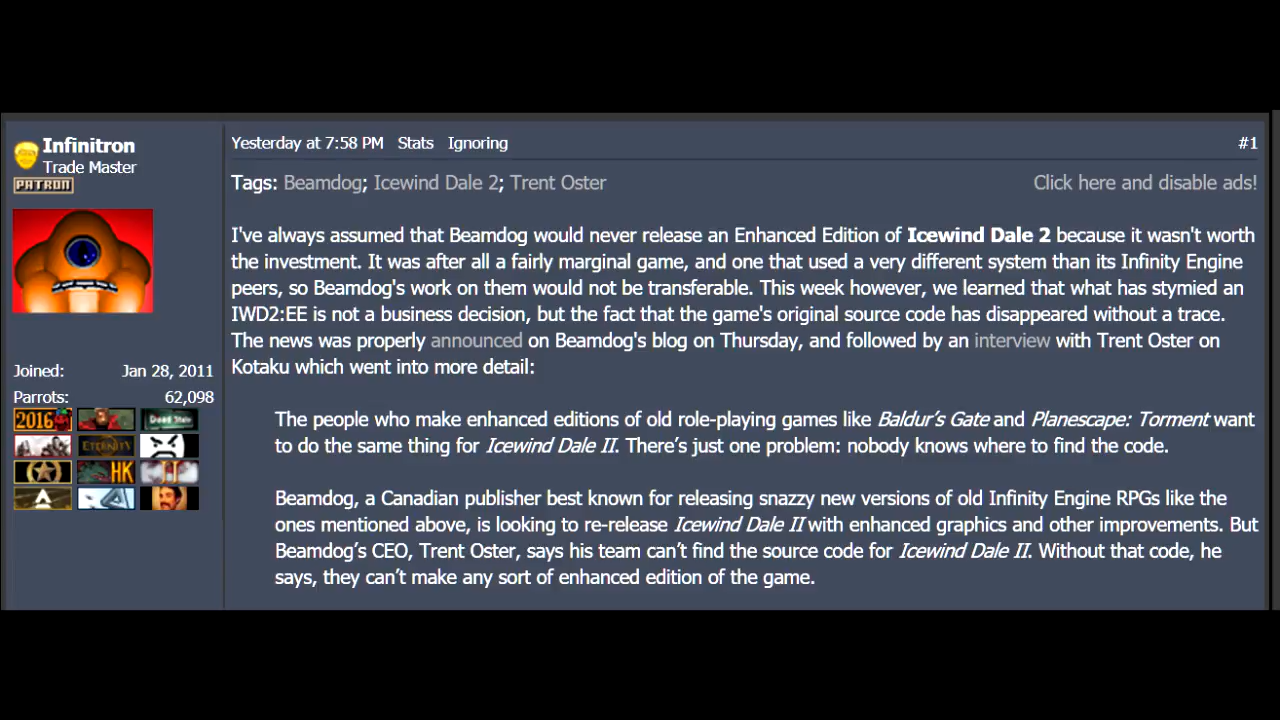 Infinitron
Trade Master
PATRON
Joined: Jan 28, 2011
Parrots: 62,098
2016
Dead State
ETERNITY
HK
Yesterday at 7:58 PM Stats Ignoring #1
Tags: Beamdog; Icewind Dale 2; Trent Oster Click here and disable ads!
I've always assumed that Beamdog would never release an Enhanced Edition of Icewind Dale 2 because it wasn't worth
the investment. It was after all a fairly marginal game, and one that used a very different system than its Infinity Engine
peers, so Beamdog's work on them would not be transferable. This week however, we learned that what has stymied an
IWD2:EE is not a business decision, but the fact that the game's original source code has disappeared without a trace.
The news was properly announced on Beamdog's blog on Thursday, and followed by an interview with Trent Oster on
Kotaku which went into more detail:
The people who make enhanced editions of old role-playing games like Baldur’s Gate and Planescape: Torment want
to do the same thing for Icewind Dale II. There’s just one problem: nobody knows where to find the code.
Beamdog, a Canadian publisher best known for releasing snazzy new versions of old Infinity Engine RPGs like the
ones mentioned above, is looking to re-release Icewind Dale II with enhanced graphics and other improvements. But
Beamdog’s CEO, Trent Oster, says his team can’t find the source code for Icewind Dale II. Without that code, he
says, they can’t make any sort of enhanced edition of the game.